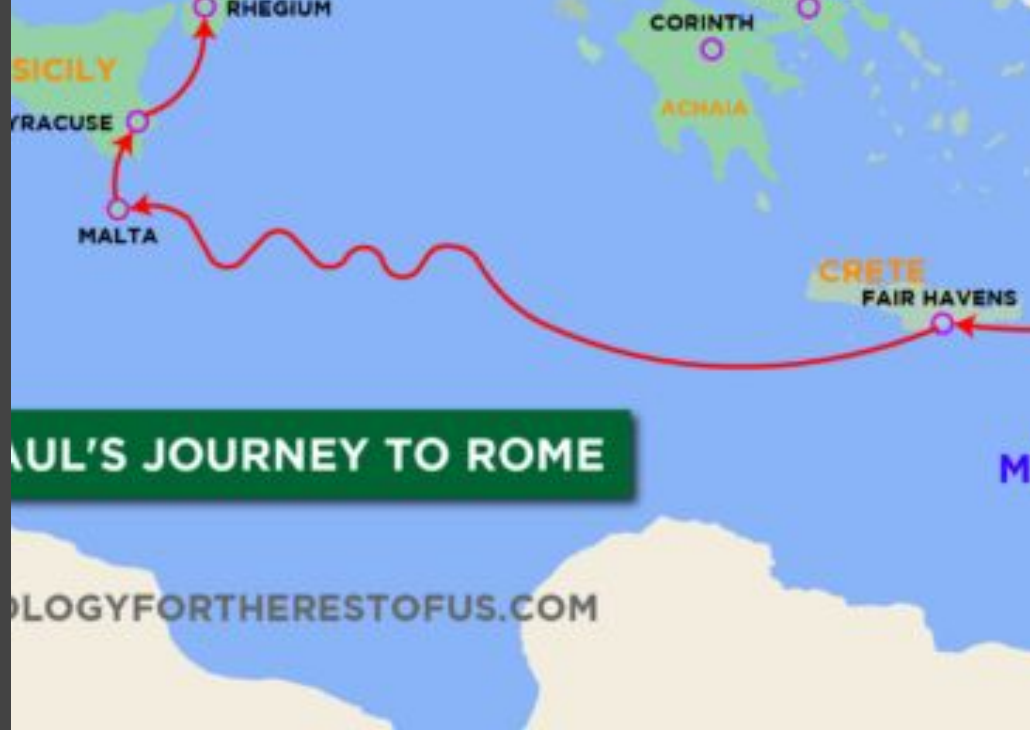 RHEGIUM
CORINTH
SICILY
ACHAIA
YRACUSE
MALTA
CRETE
FAIR HAVENS
AUL'S JOURNEY TO ROME
M
OLOGYFORTHERESTOFUS.COM